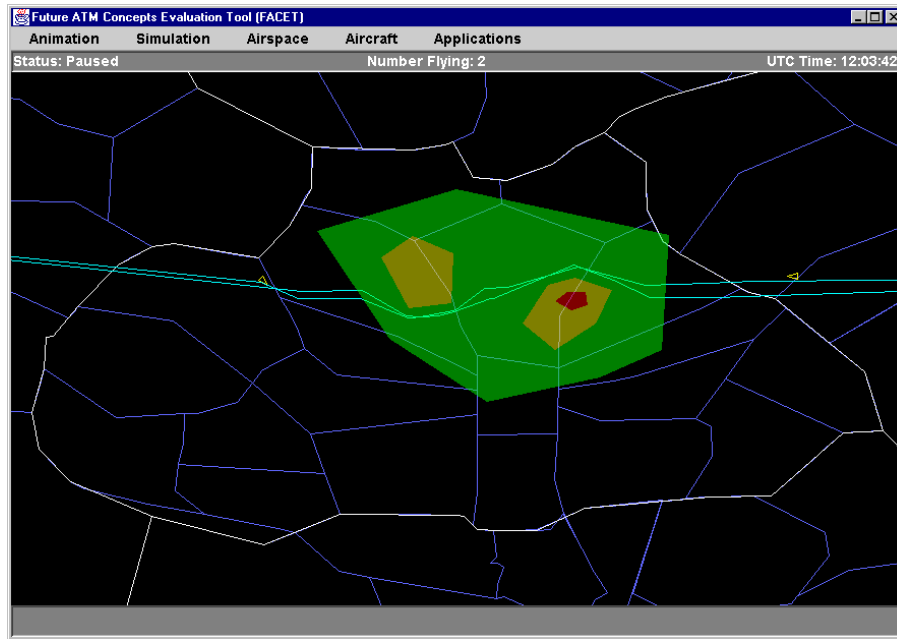 Future ATM Concepts Evaluation Tool (FACET)
Animation Simulation Airspace Aircraft Applications
Status: Paused Number Flying: 2 UTC Time: 12:03:42